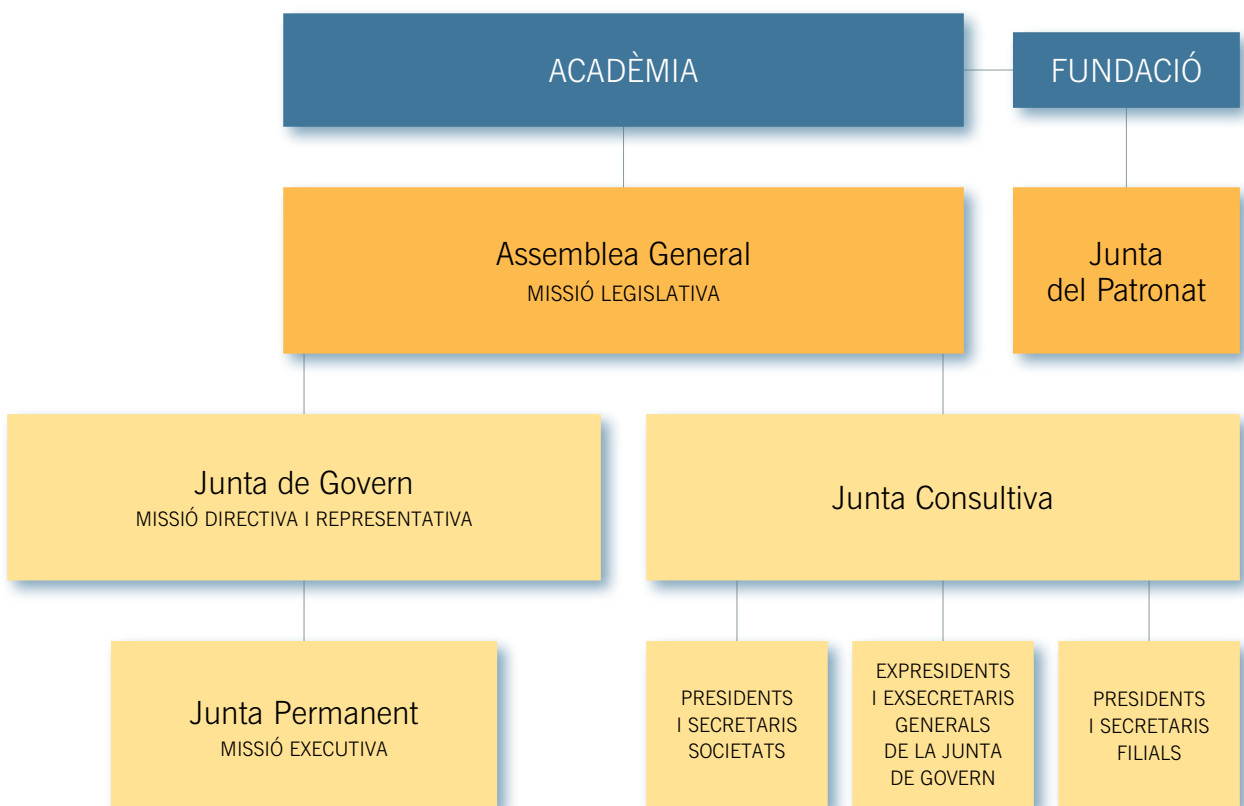 ACADÈMIA
FUNDACIÓ
Assemblea General
MISSIÓ LEGISLATIVA
Junta
del Patronat
Junta de Govern
MISSIÓ DIRECTIVA I REPRESENTATIVA
Junta Consultiva
Junta Permanent
MISSIÓ EXECUTIVA
PRESIDENTS
I SECRETARIS
SOCIETATS
EXPRESIDENTS
I EXSECRETARIS
GENERALS
DE LA JUNTA
DE GOVERN
PRESIDENTS
I SECRETARIS
FILIALS